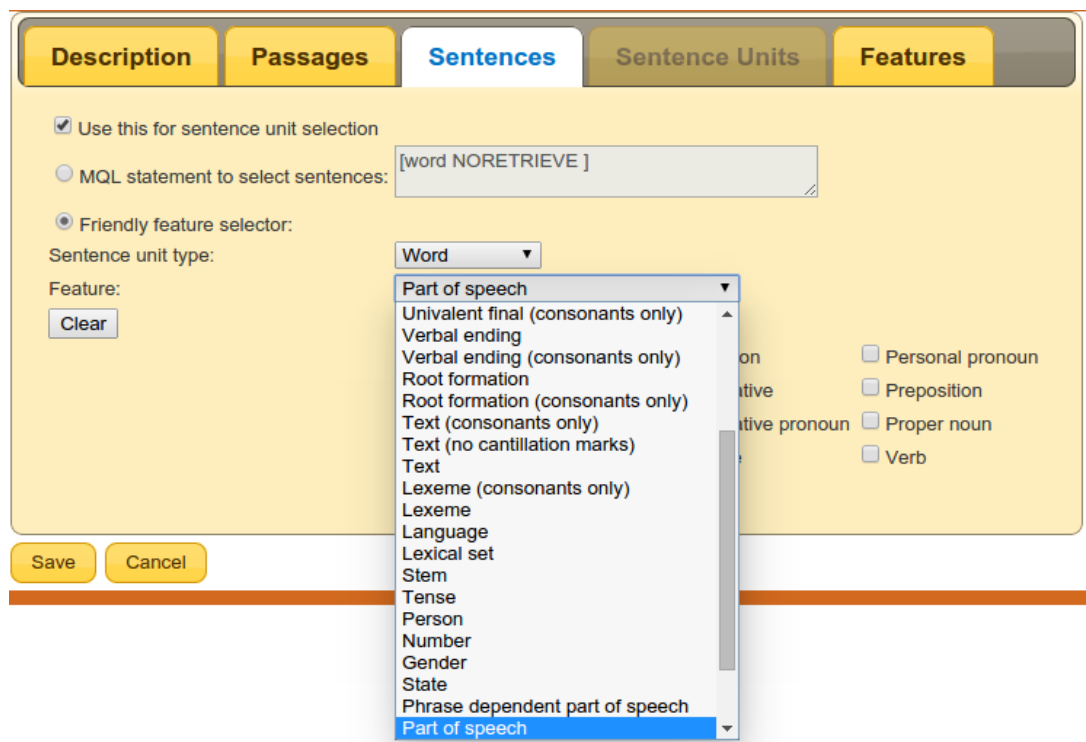 Description Passages Sentences Sentence Units Features
Use this for sentence unit selection
MQL statement to select sentences: [word NORETRIEVE ]
Friendly feature selector:
Sentence unit type: Word
Feature: Part of speech
Clear
Univalent final (consonants only)
Verbal ending
Verbal ending (consonants only)
Root formation
Root formation (consonants only)
Text (consonants only)
Text (no cantillation marks)
Text
Lexeme (consonants only)
Lexeme
Language
Lexical set
Stem
Tense
Person
Number
Gender
State
Phrase dependent part of speech
Part of speech
Personal pronoun
Preposition
pronoun Proper noun
Verb
Save Cancel